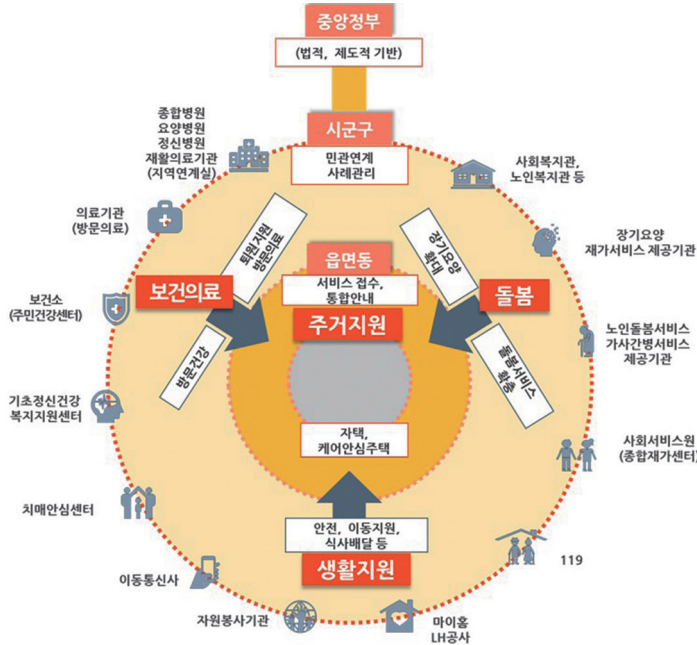 중앙정부
(법적, 제도적 기반)
시군구
민관연계
사례관리
종합병원
요양병원
정신병원
재활의료기관
(지역연계실)
사회복지관,
노인복지관 등
의료기관
(방문의료)
퇴원지원
방문의료
장기요양
확대
장기요양
재가서비스 제공기관
읍면동
서비스 접수,
통합안내
보건의료
돌봄
주거지원
보건소
(주민건강센터)
방문건강
돌봄서비스
확충
노인돌봄서비스
가사간병서비스
제공기관
기초정신건강
복지지원센터
자택,
케어안심주택
사회서비스원
(종합재가센터)
치매안심센터
안전, 이동지원,
식사배달 등
생활지원
119
이동통신사
자원봉사기관
마이홈
LH공사